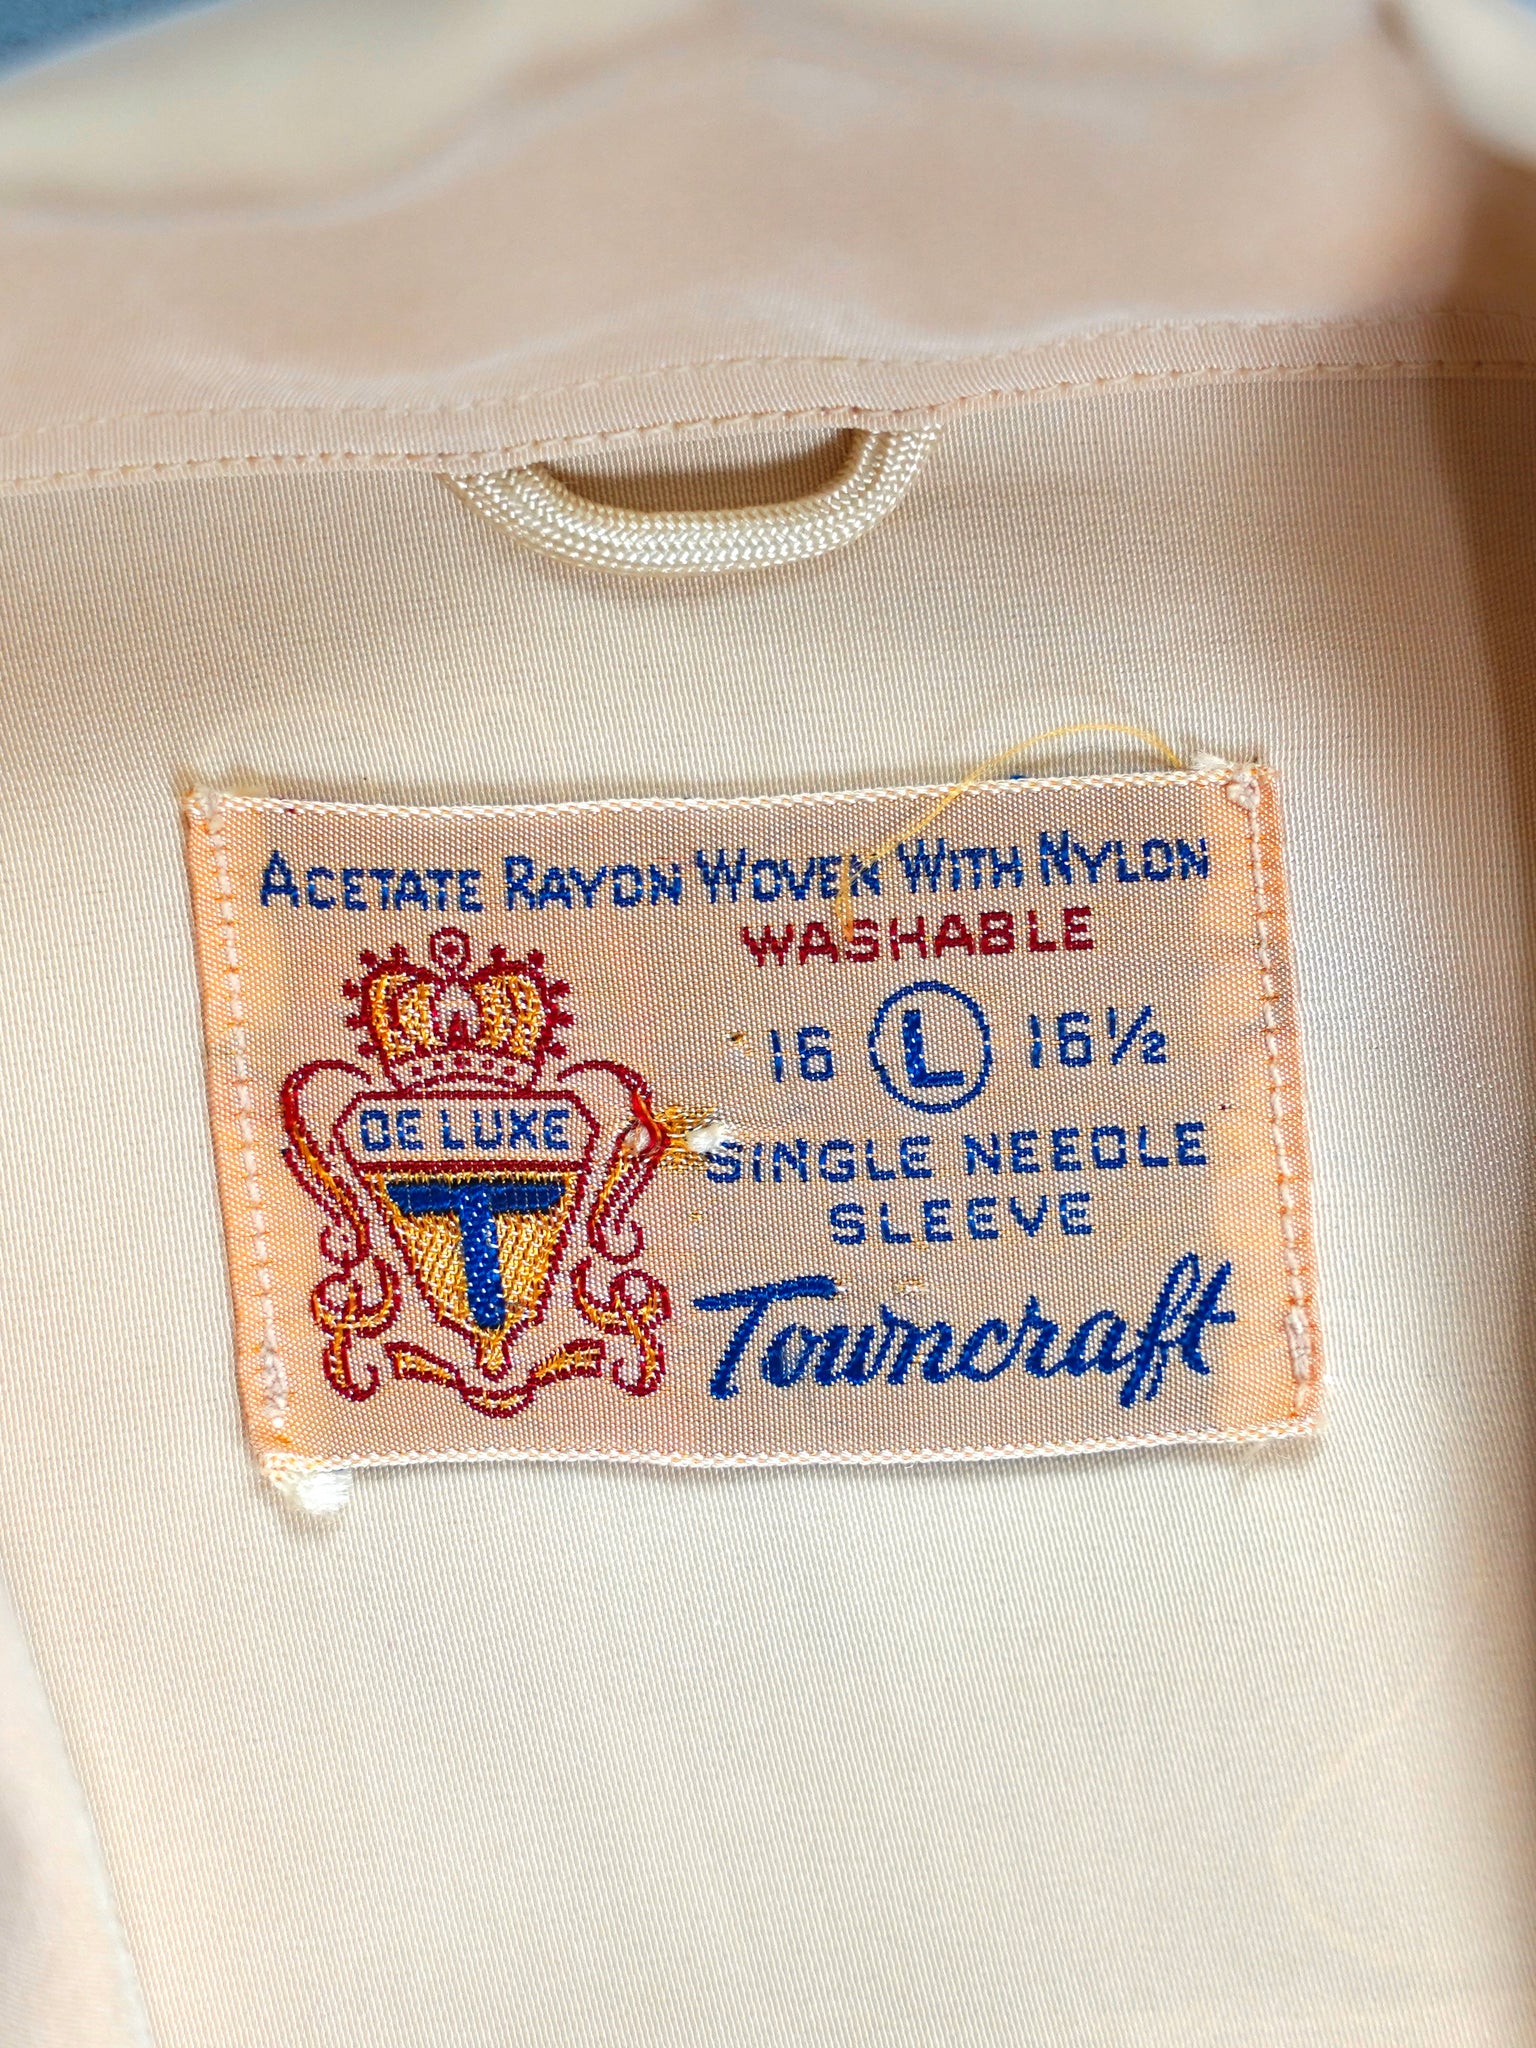 ACETATE RAYON WOVEN WITH NYLON
WASHABLE
16 L 16½
DE LUXE
T
SINGLE NEEDLE
SLEEVE
Towncraft